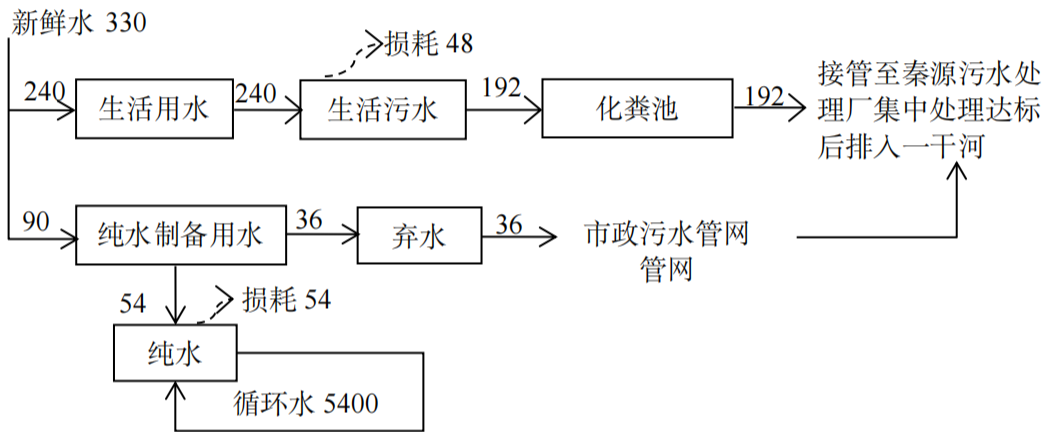 新鲜水 330
损耗 48
240
生活用水
240
生活污水
192
化粪池
192
接管至秦源污水处
理厂集中处理达标
后排入一干河
90
纯水制备用水
36
弃水
36
市政污水管网
管网
54
损耗 54
纯水
循环水 5400